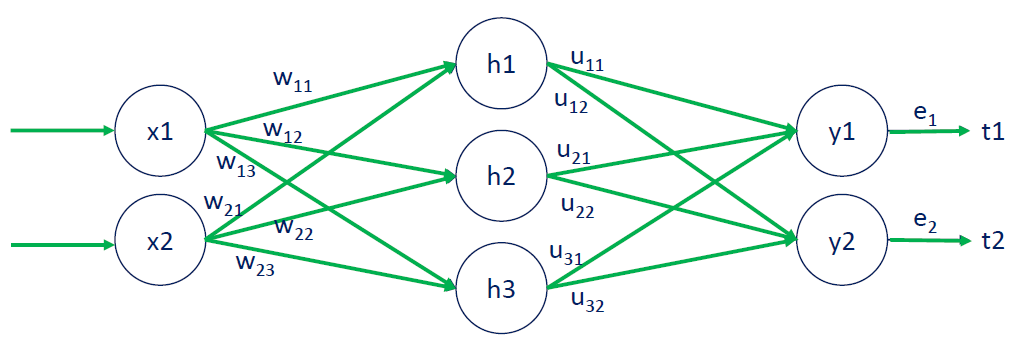 h1
u₁₁
w₁₁
u₁₂
e₁
x1
w₁₂
y1
t1
w₁₃
u₂₁
h2
w₂₁
u₂₂
w₂₂
e₂
x2
y2
t2
w₂₃
u₃₁
h3
u₃₂